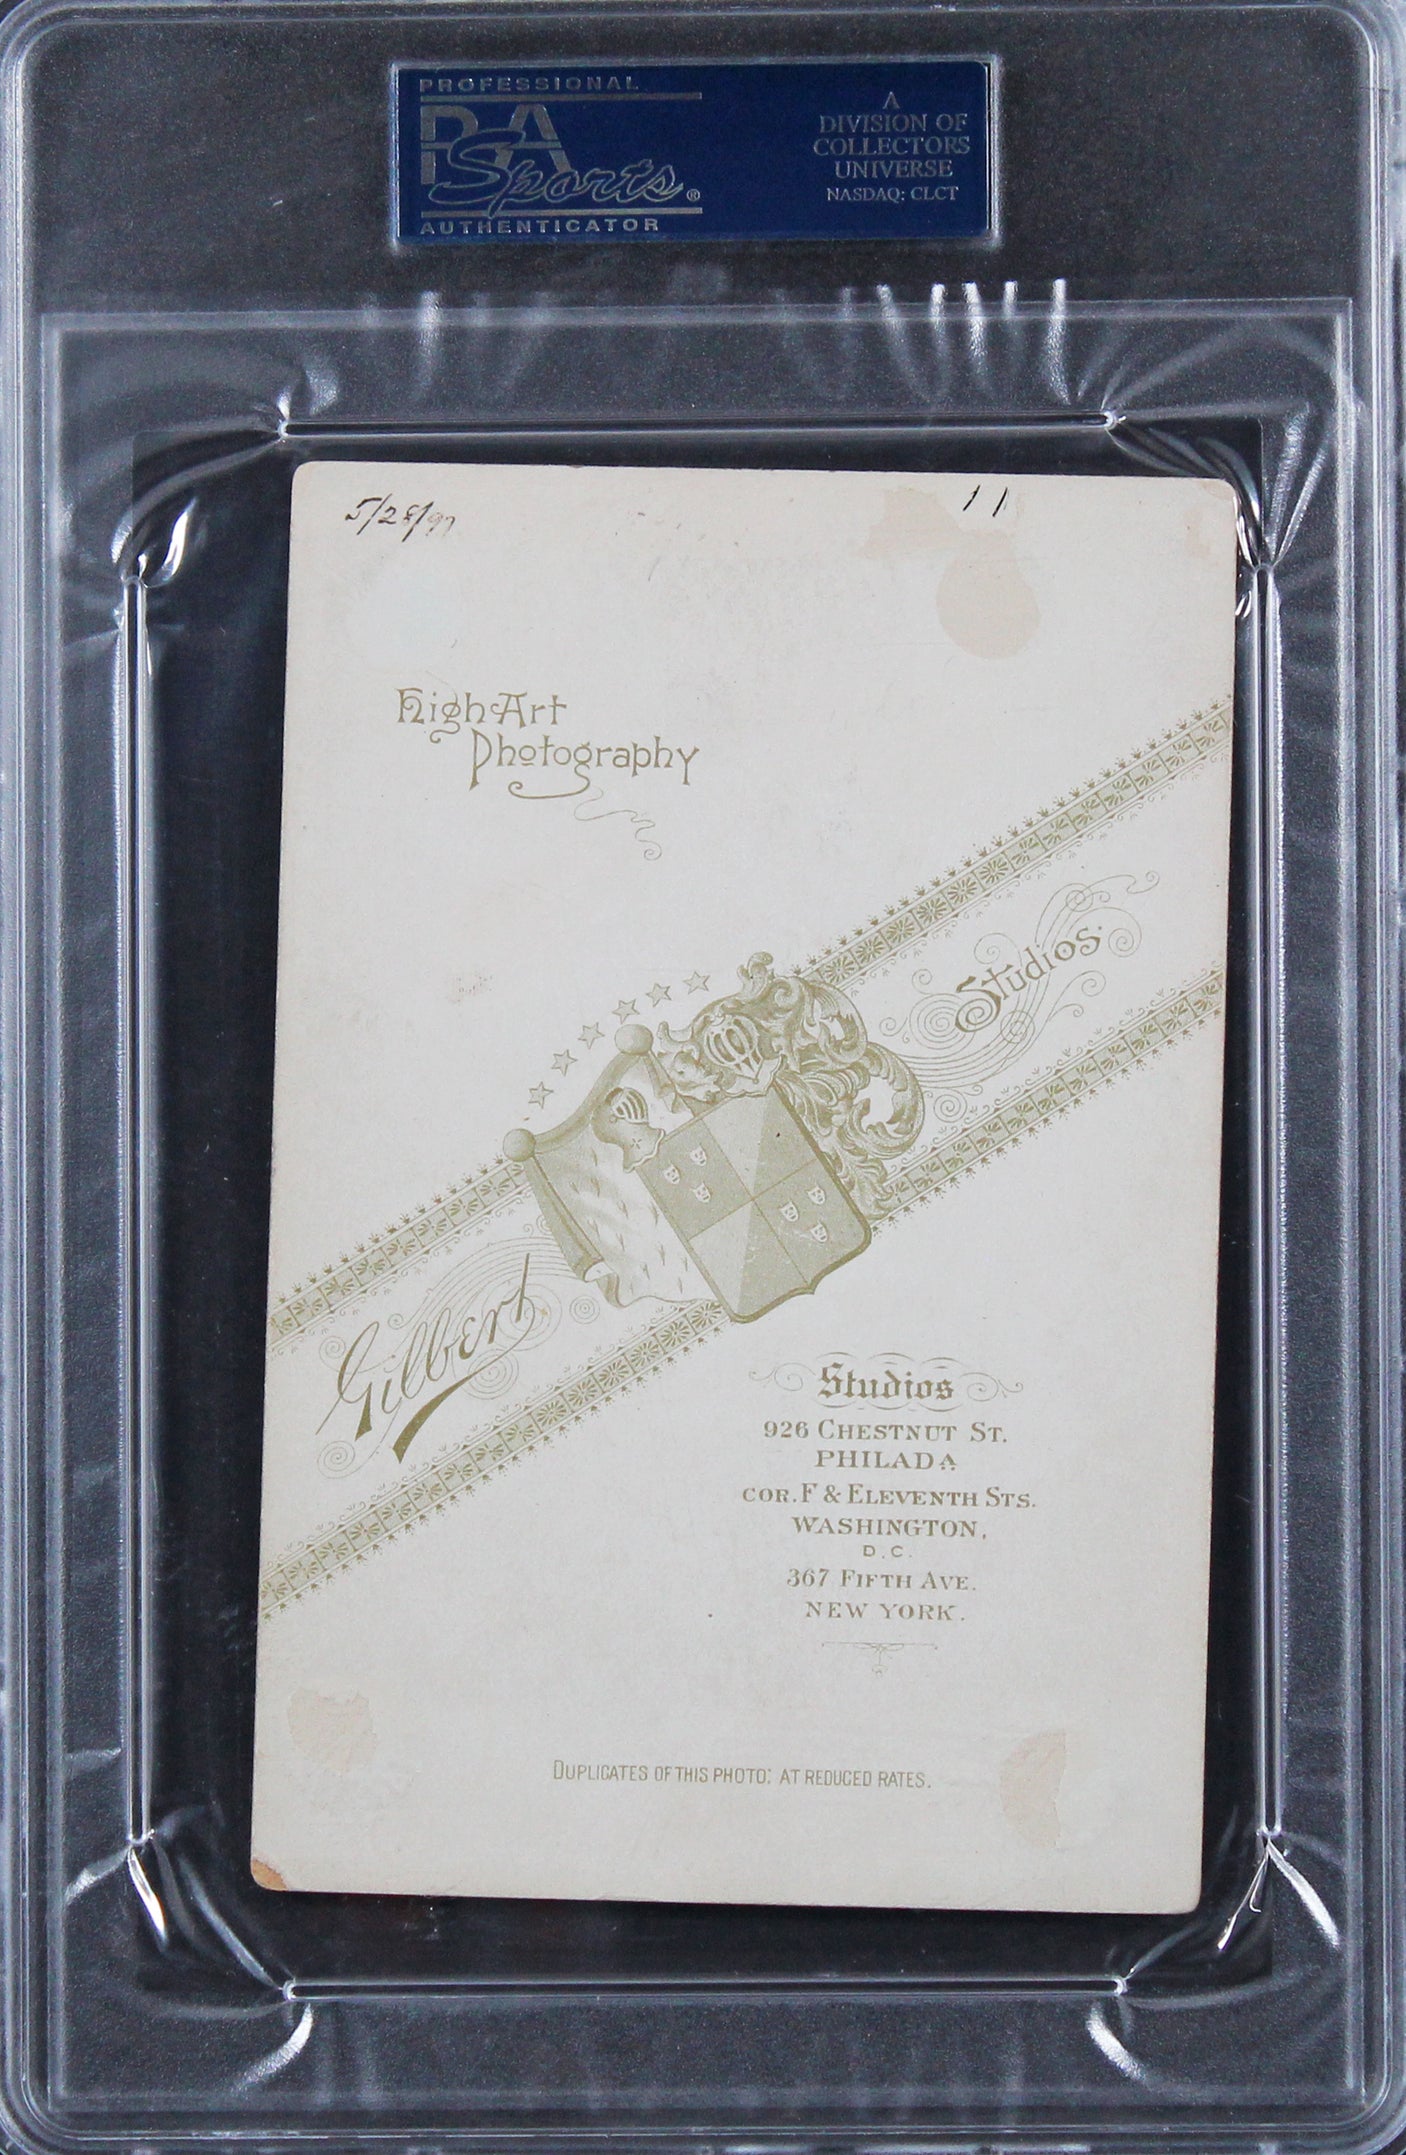 PROFESSIONAL
PSA
Sports®
AUTHENTICATOR
A
DIVISION OF
COLLECTORS
UNIVERSE
NASDAQ: CLCT
5/28/97
11
High Art
Photography
Studios.
Gilbert
Studios
926 CHESTNUT ST.
PHILADA
COR. F & ELEVENTH STS.
WASHINGTON,
D.C.
367 FIFTH AVE.
NEW YORK.
DUPLICATES OF THIS PHOTO: AT REDUCED RATES.